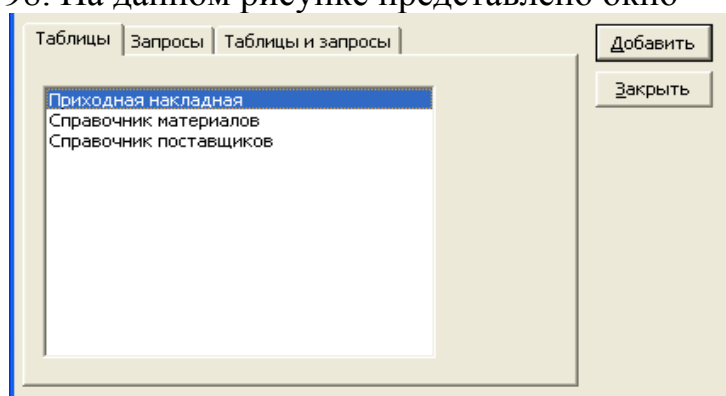 98. На данном рисунке представлено окно
Таблицы Запросы Таблицы и запросы
Добавить
Закрыть
Приходная накладная
Справочник материалов
Справочник поставщиков